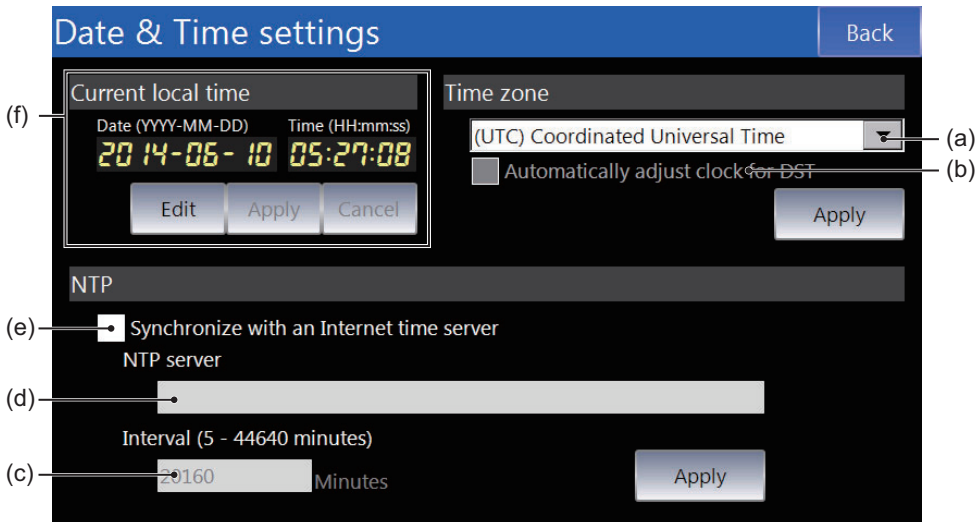 Date & Time settings Back
(f)
Current local time
Date (YYYY-MM-DD) Time (HH:mm:ss)
2014-06-10 05:27:08
Edit Apply Cancel
Time zone
(UTC) Coordinated Universal Time (a)
Automatically adjust clock for DST (b)
Apply
NTP
(e) Synchronize with an Internet time server
NTP server
(d)
Interval (5 - 44640 minutes)
(c) 20160 Minutes
Apply